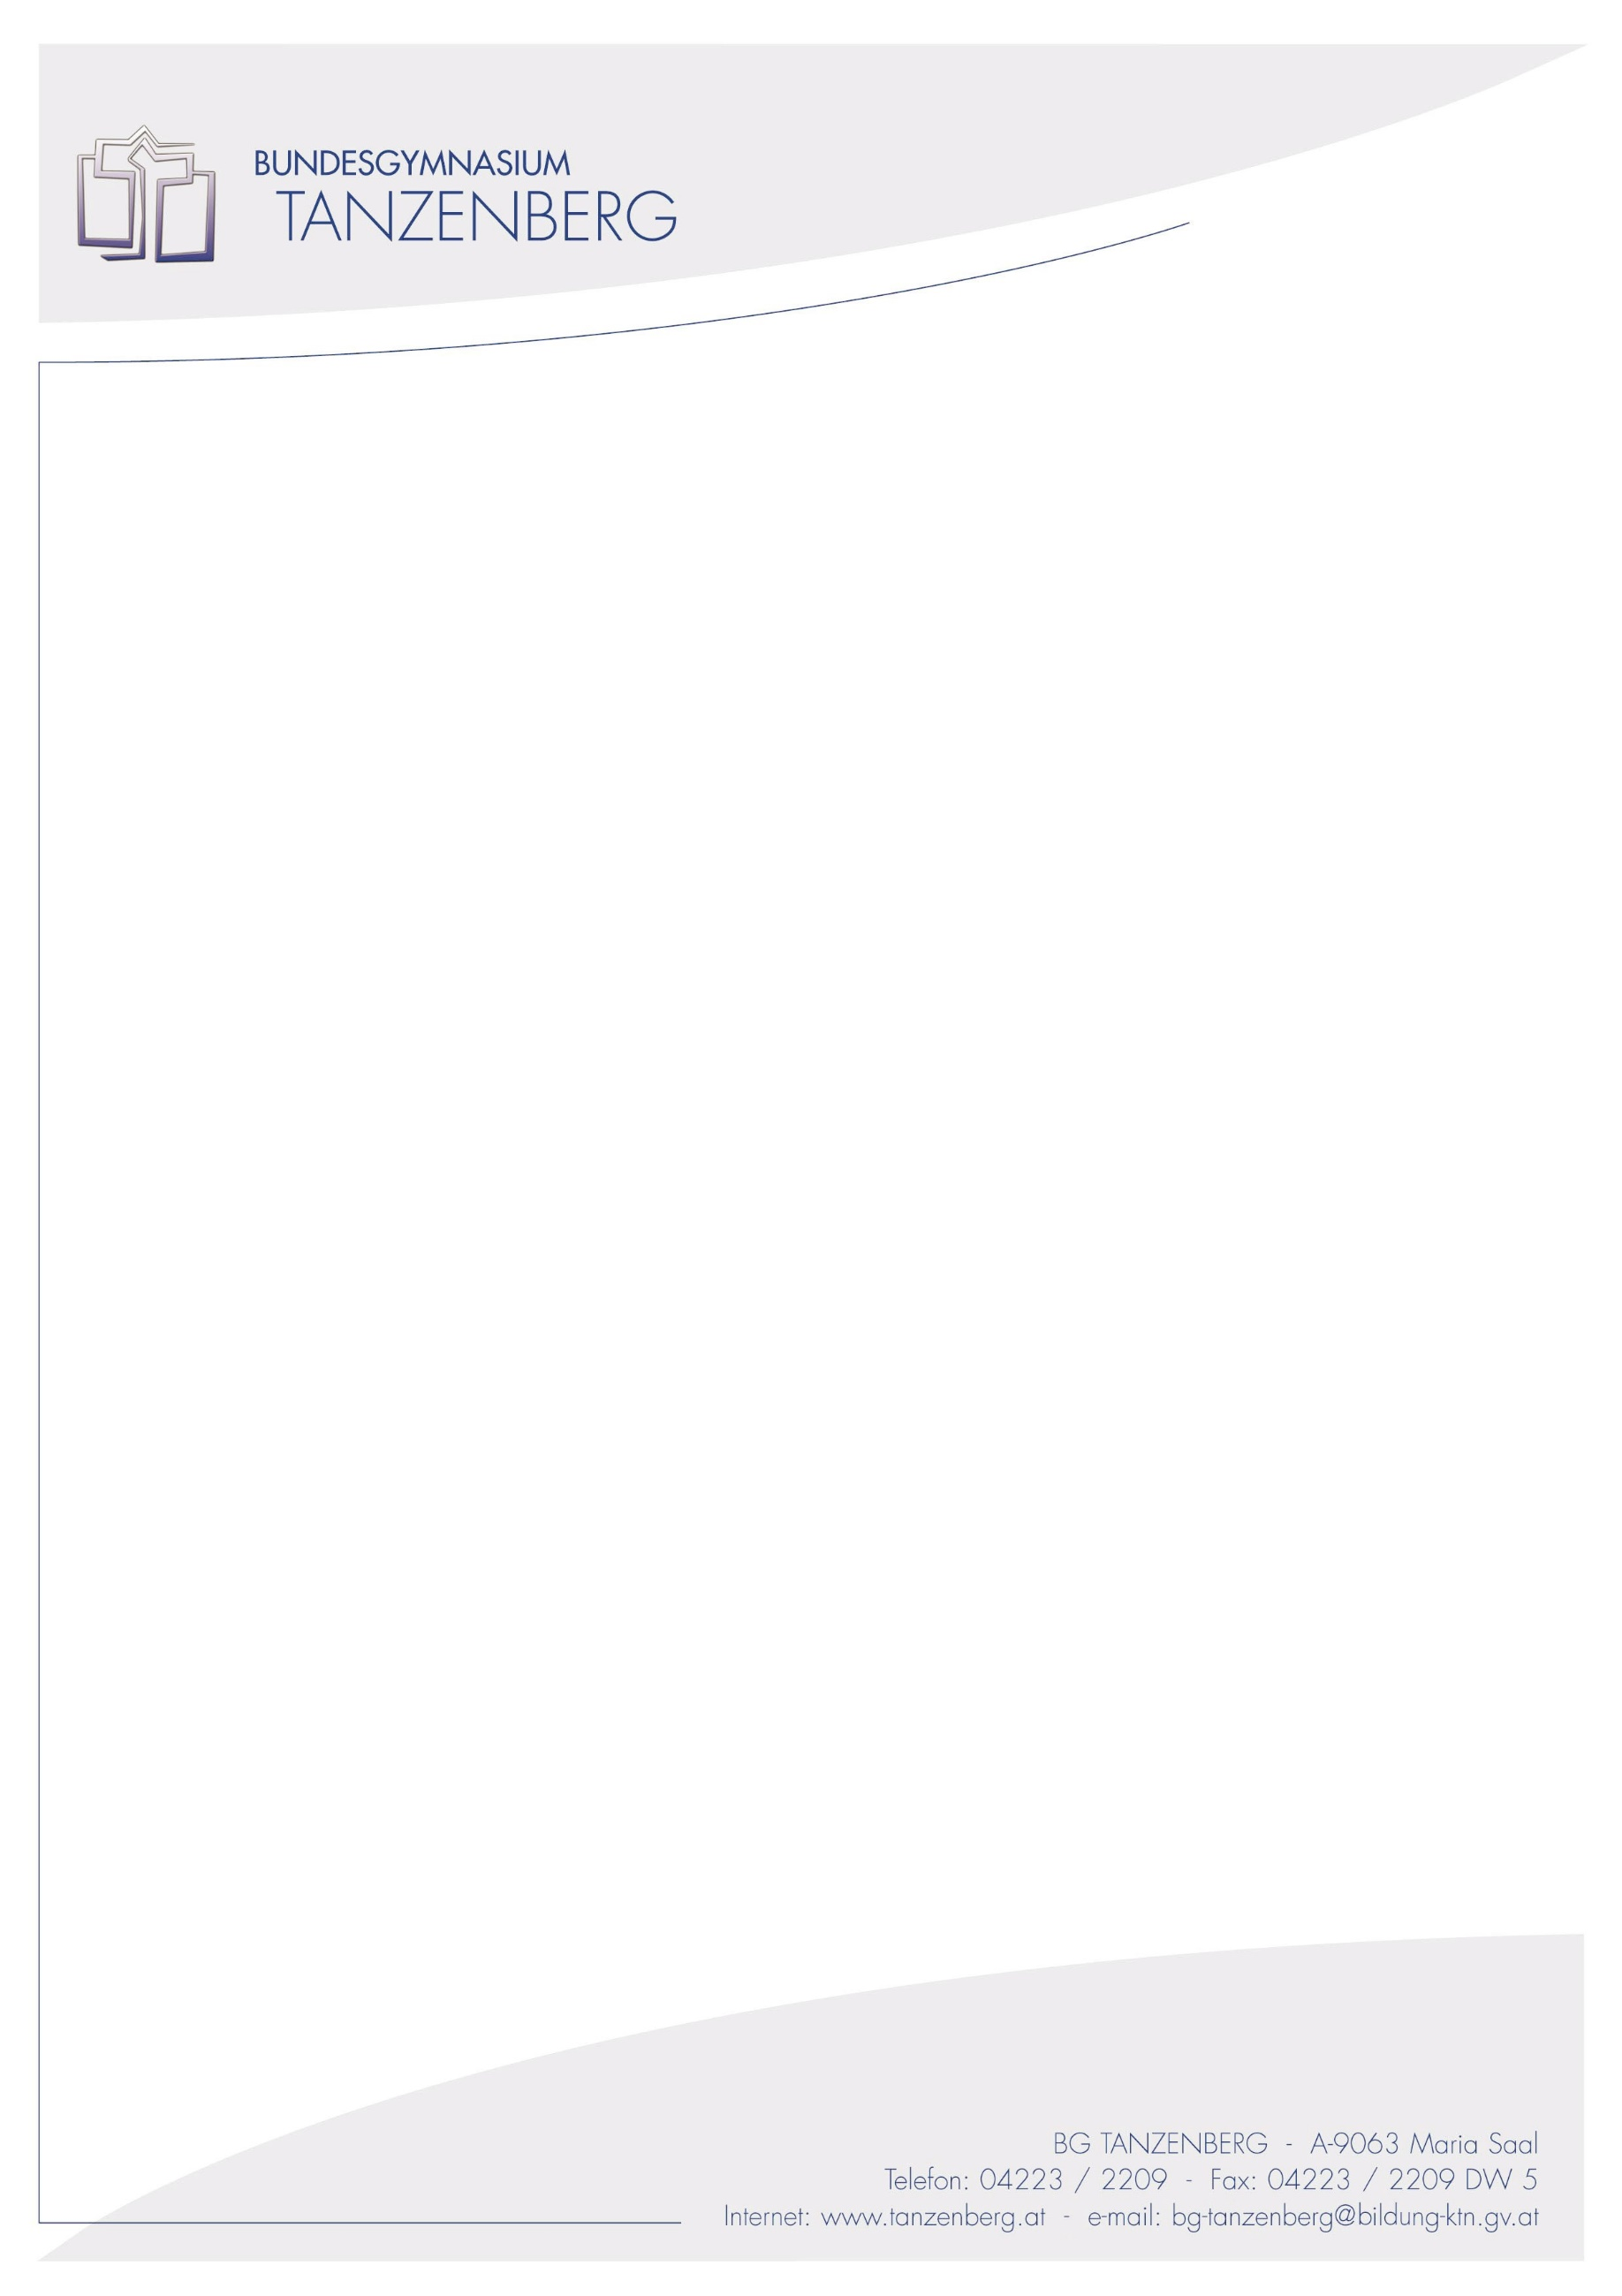 BUNDESGYMNASIUM
TANZENBERG
BG TANZENBERG - A-9063 Maria Saal
Telefon: 04223 / 2209 - Fax: 04223 / 2209 DW 5
Internet: www.tanzenberg.at - e-mail: bg-tanzenberg@bildung-ktn.gv.at